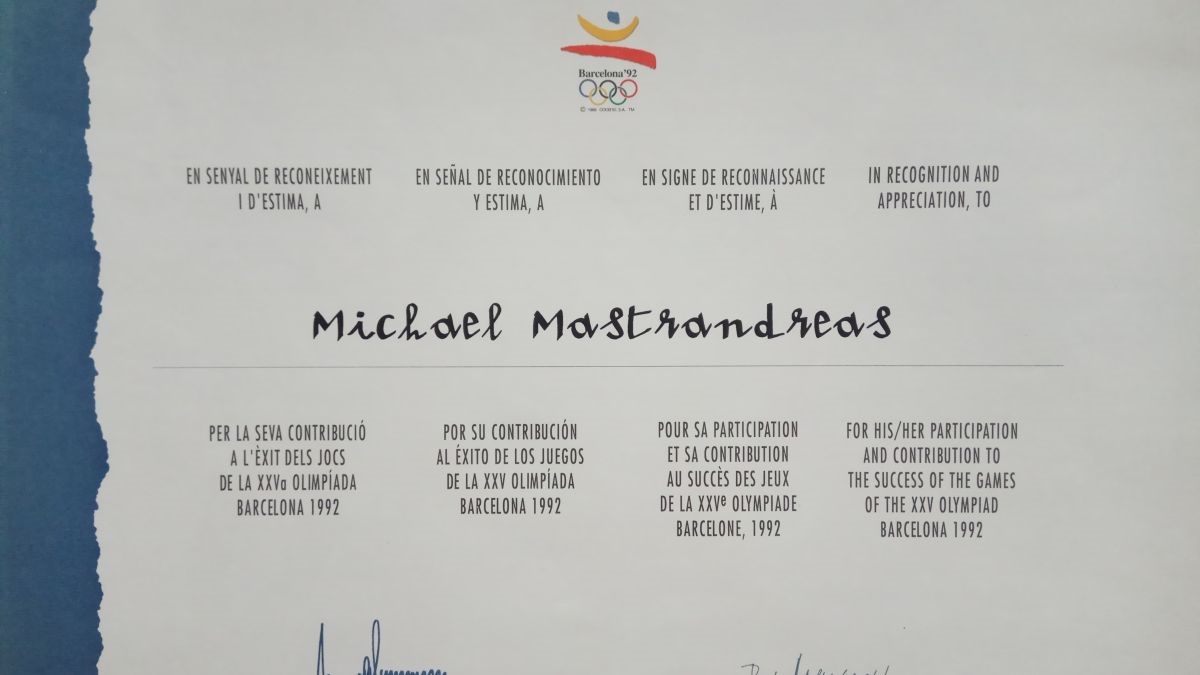 Barcelona'92
EN SENYAL DE RECONEIXEMENT
I D'ESTIMA, A
EN SEÑAL DE RECONOCIMIENTO
Y ESTIMA, A
EN SIGNE DE RECONNAISSANCE
ET D'ESTIME, À
IN RECOGNITION AND
APPRECIATION, TO
Michael Mastrandreas
PER LA SEVA CONTRIBUCIÓ
A L'ÈXIT DELS JOCS
DE LA XXVa OLIMPÍADA
BARCELONA 1992
POR SU CONTRIBUCIÓN
AL ÉXITO DE LOS JUEGOS
DE LA XXV OLIMPÍADA
BARCELONA 1992
POUR SA PARTICIPATION
ET SA CONTRIBUTION
AU SUCCÈS DES JEUX
DE LA XXVe OLYMPIADE
BARCELONE, 1992
FOR HIS/HER PARTICIPATION
AND CONTRIBUTION TO
THE SUCCESS OF THE GAMES
OF THE XXV OLYMPIAD
BARCELONA 1992